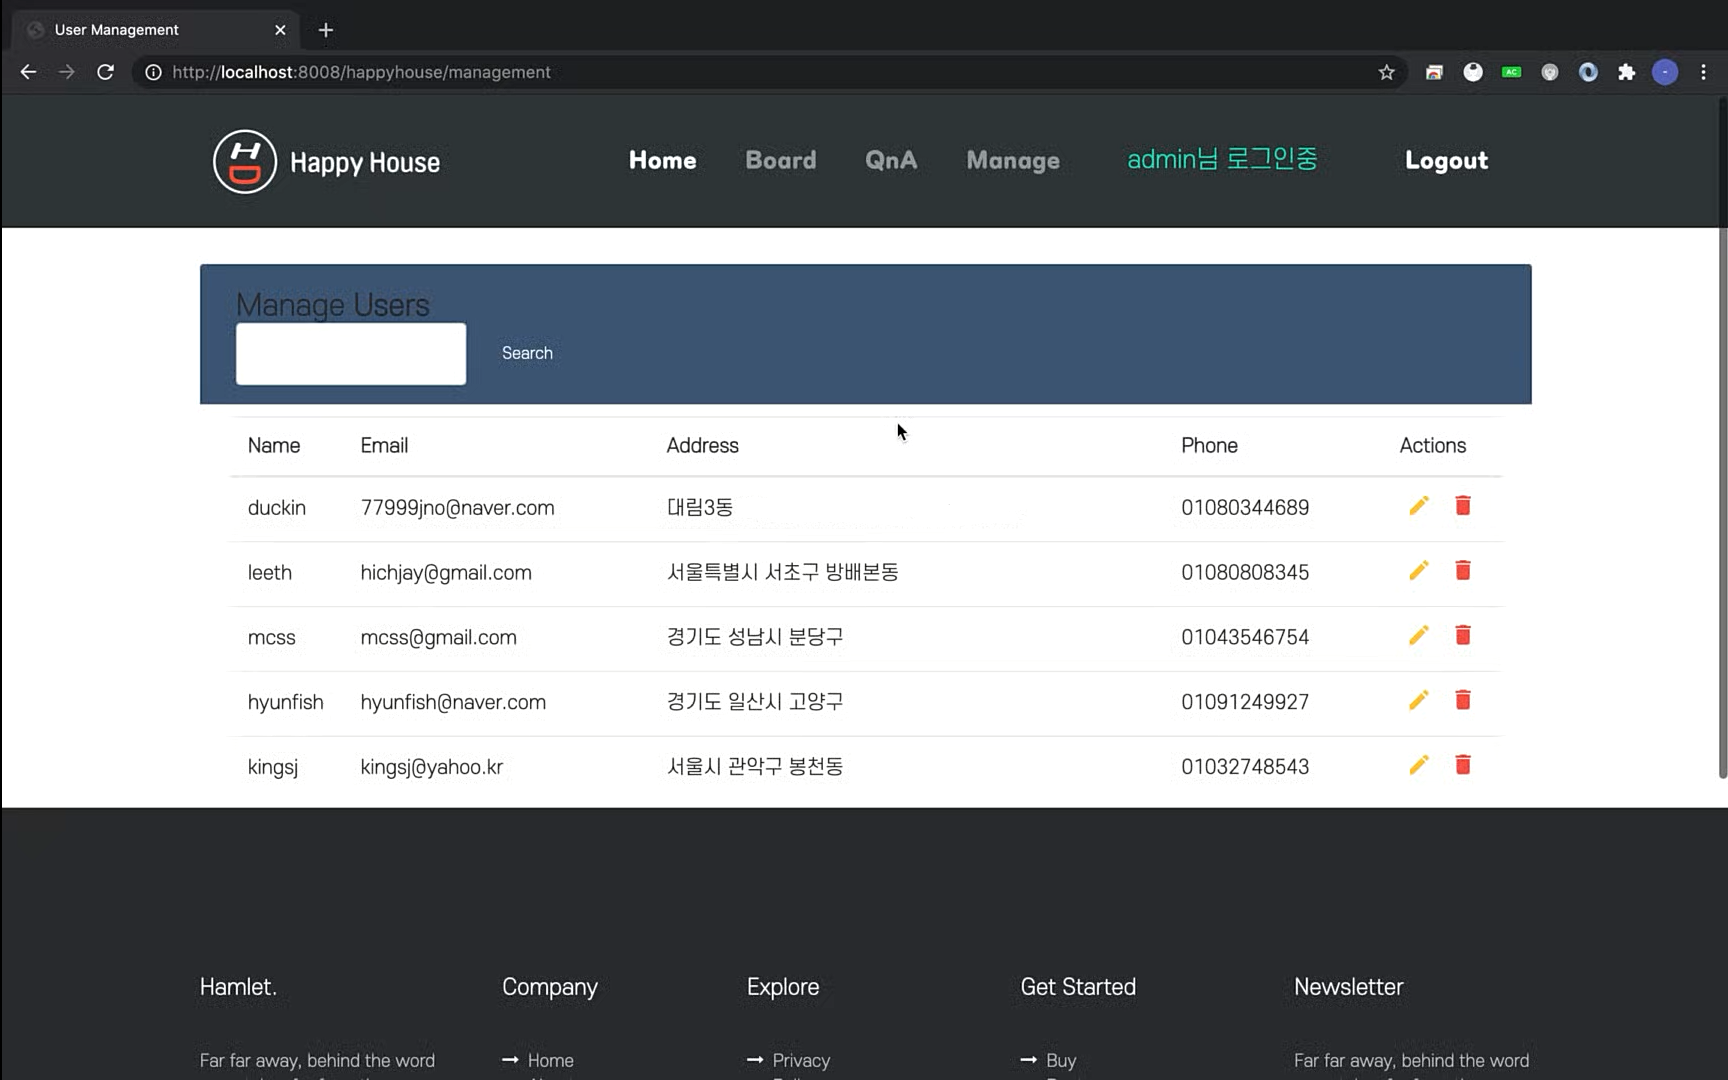 User Management
http://localhost:8008/happyhouse/management
AC
Happy House
Home
Board
QnA
Manage
admin님 로그인중
Logout
Manage Users
Search
Name Email Address Phone Actions
duckin 77999jno@naver.com 대림3동 01080344689
leeth hichjay@gmail.com 서울특별시 서초구 방배본동 01080808345
mcss mcss@gmail.com 경기도 성남시 분당구 01043546754
hyunfish hyunfish@naver.com 경기도 일산시 고양구 01091249927
kingsj kingsj@yahoo.kr 서울시 관악구 봉천동 01032748543
Hamlet.
Company
Explore
Get Started
Newsletter
Far far away, behind the word
Home
Privacy
Buy
Far far away, behind the word